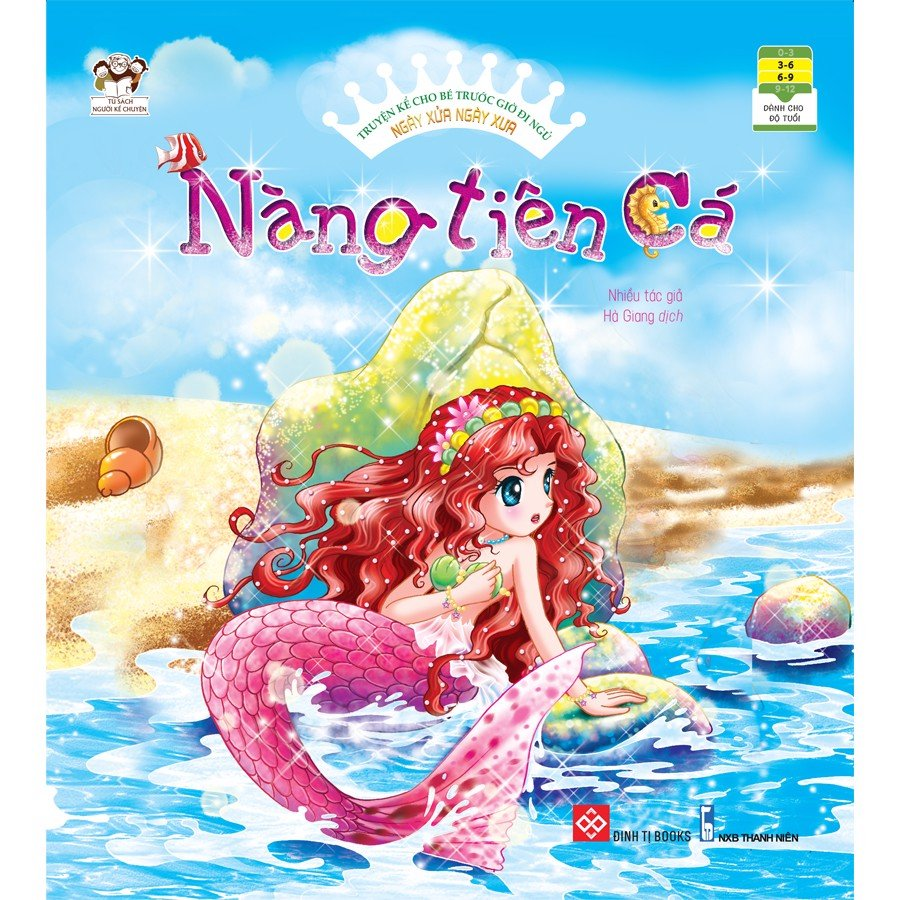 TỦ SÁCH
NGƯỜI KỂ CHUYỆN
TRUYỆN KỂ CHO BÉ TRƯỚC GIỜ ĐI NGỦ
NGÀY XỬA NGÀY XƯA
0-3
3-6
6-9
9-12
DÀNH CHO
ĐỘ TUỔI
Nàng tiên Cá
Nhiều tác giả
Hà Giang dịch
ĐINH TỊ BOOKS
NXB THANH NIÊN